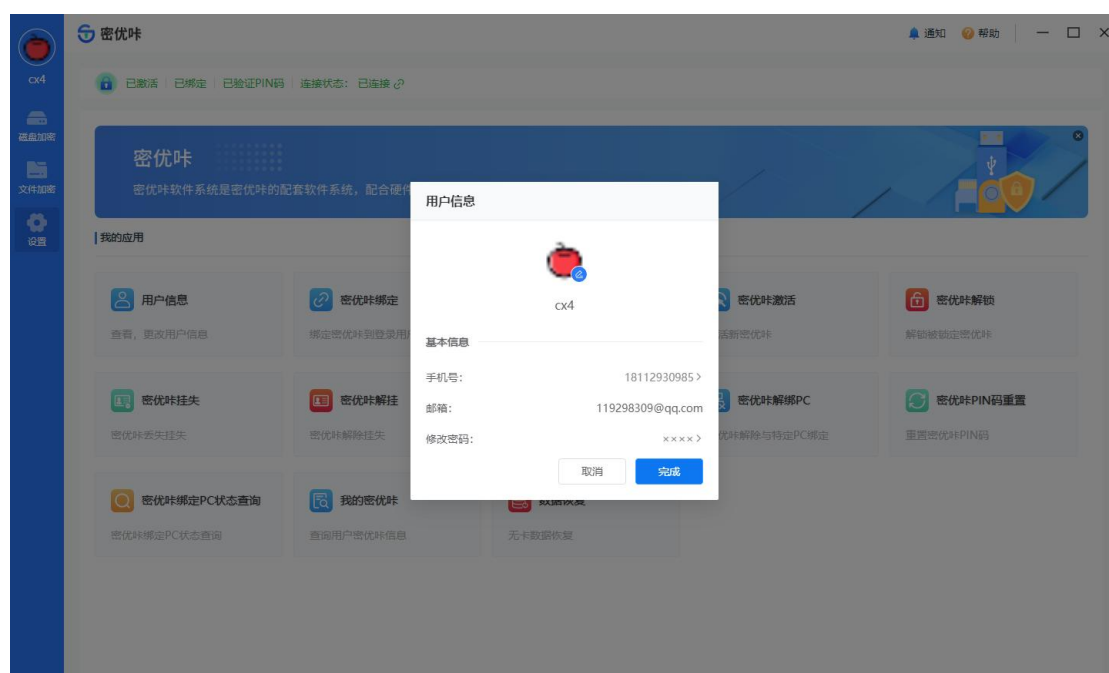 密优咔
通知
帮助
cx4
已激活
已绑定
已验证PIN码
连接状态： 已连接
磁盘加密
文件加密
设置
密优咔
密优咔软件系统是密优咔的配套软件系统，配合硬件
我的应用
用户信息
查看，更改用户信息
密优咔绑定
绑定密优咔到登录用户
密优咔激活
活新密优咔
密优咔解锁
解锁被锁定密优咔
密优咔挂失
密优咔丢失挂失
密优咔解挂
密优咔解除挂失
密优咔解绑PC
优咔解除与特定PC绑定
密优咔PIN码重置
重置密优咔PIN码
密优咔绑定PC状态查询
密优咔绑定PC状态查询
我的密优咔
查询用户密优咔信息
数据恢复
无卡数据恢复
用户信息
cx4
基本信息
手机号：
18112930985
邮箱：
119298309@qq.com
修改密码：
××××
取消
完成